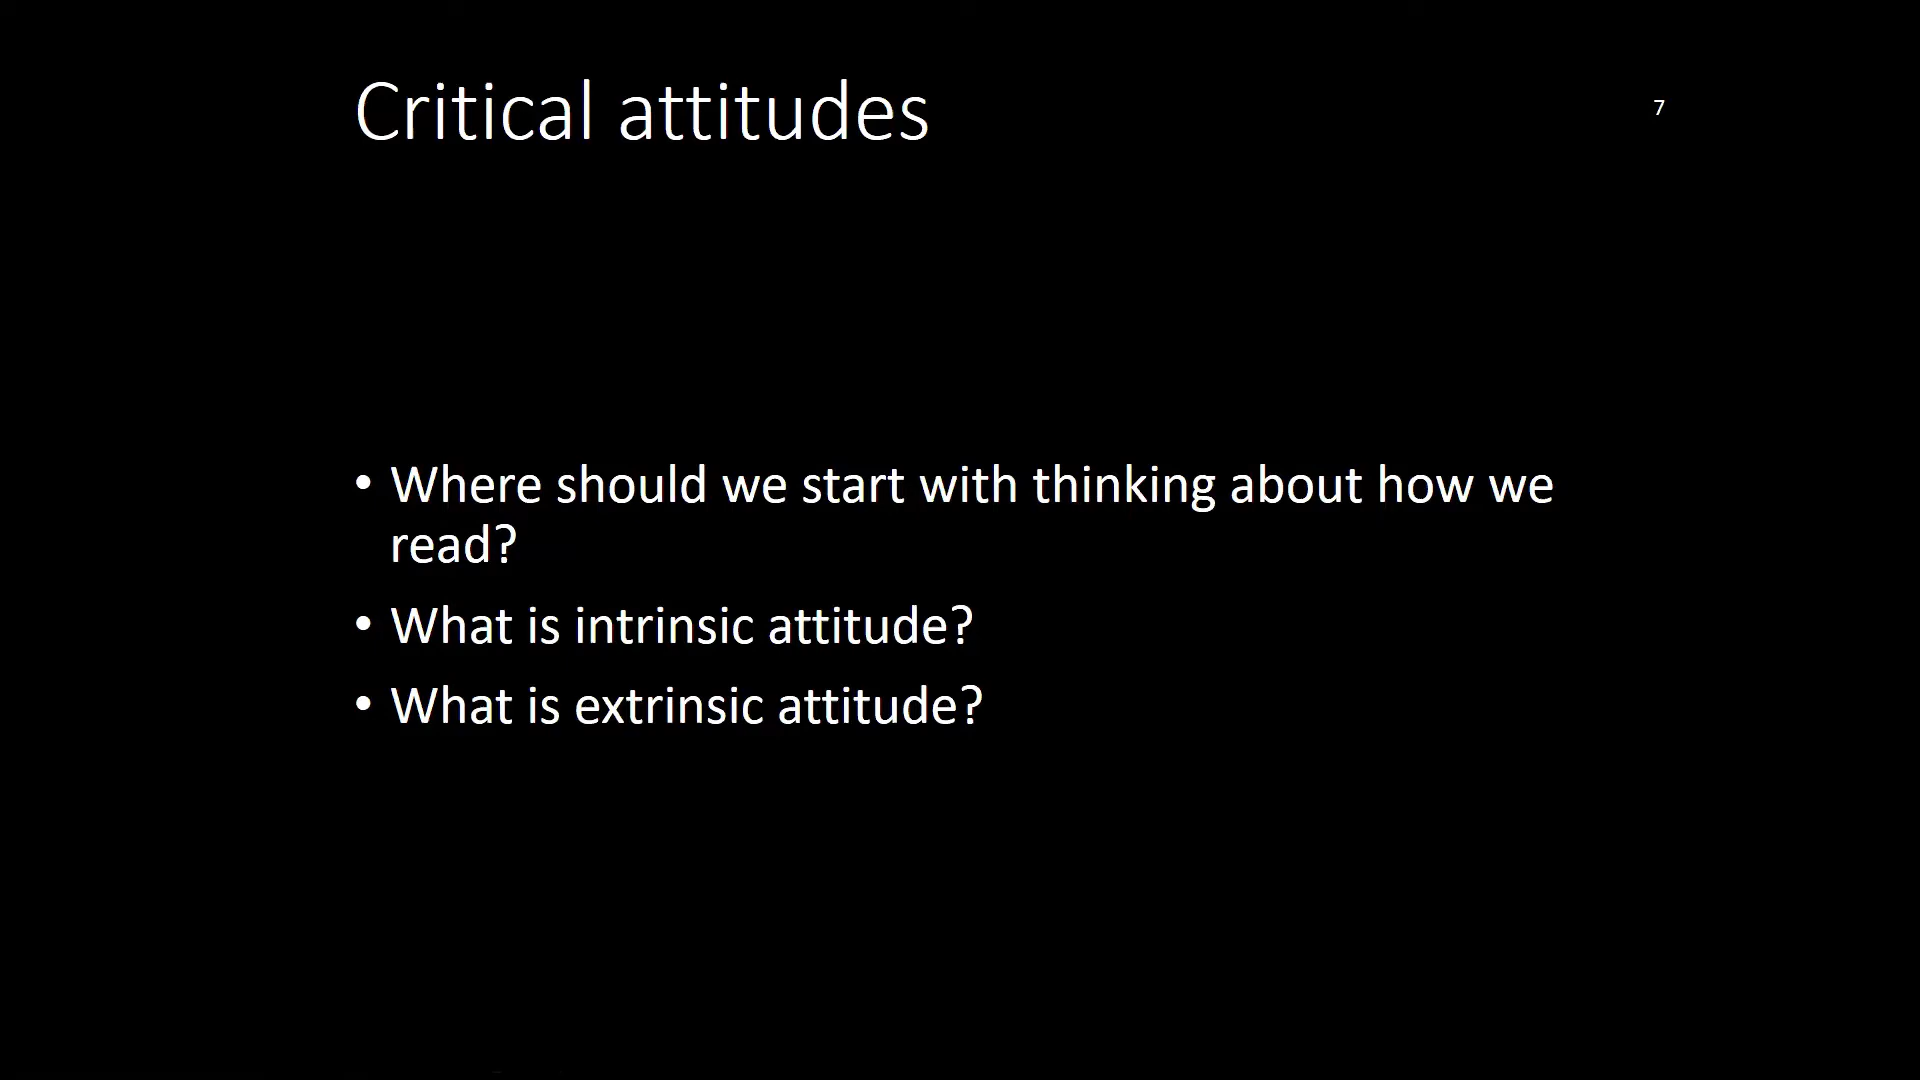 Critical attitudes
7
• Where should we start with thinking about how we
read?
• What is intrinsic attitude?
• What is extrinsic attitude?